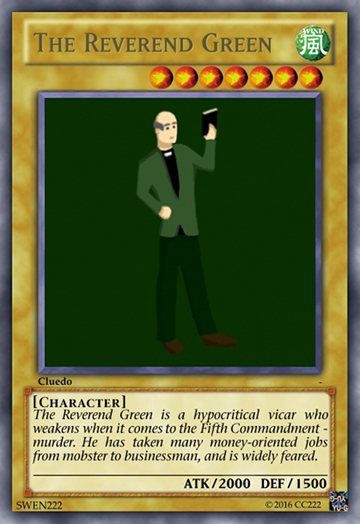 The Reverend Green
WIND
風
Cluedo -
[Character]
The Reverend Green is a hypocritical vicar who
weakens when it comes to the Fifth Commandment -
murder. He has taken many money-oriented jobs
from mobster to businessman, and is widely feared.
ATK/2000 DEF/1500
SWEN222 ©2016 CC222